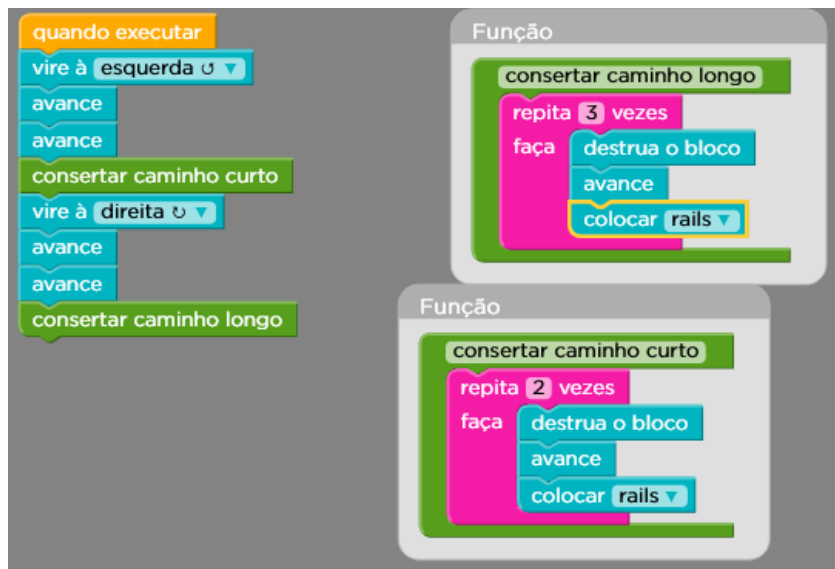 quando executar
vire à esquerda ↺ ▼
avance
avance
consertar caminho curto
vire à direita ↻ ▼
avance
avance
consertar caminho longo
Função
consertar caminho longo
repita 3 vezes
faça destrua o bloco
avance
colocar rails ▼
Função
consertar caminho curto
repita 2 vezes
faça destrua o bloco
avance
colocar rails ▼